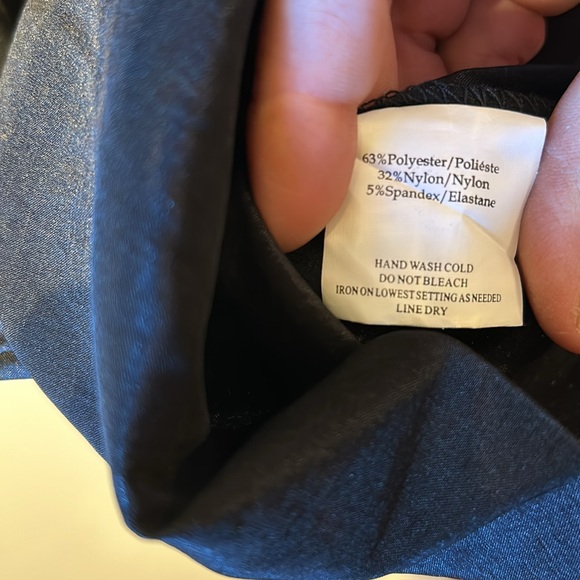 63%Polyester/Poliéste
32%Nylon/Nylon
5%Spandex/Elastane
HAND WASH COLD
DO NOT BLEACH
IRON ON LOWEST SETTING AS NEEDED
LINE DRY